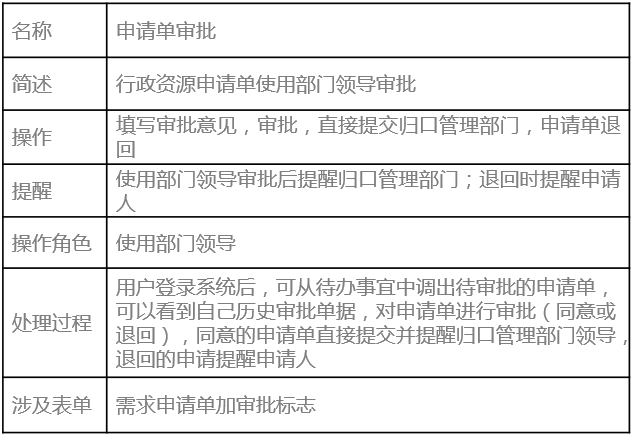 名称
申请单审批
简述
行政资源申请单使用部门领导审批
操作
填写审批意见，审批，直接提交归口管理部门，申请单退
回
提醒
使用部门领导审批后提醒归口管理部门；退回时提醒申请
人
操作角色
使用部门领导
处理过程
用户登录系统后，可从待办事宜中调出待审批的申请单，
可以看到自己历史审批单据，对申请单进行审批（同意或
退回），同意的申请单直接提交并提醒归口管理部门领导，
退回的申请提醒申请人
涉及表单
需求申请单加审批标志